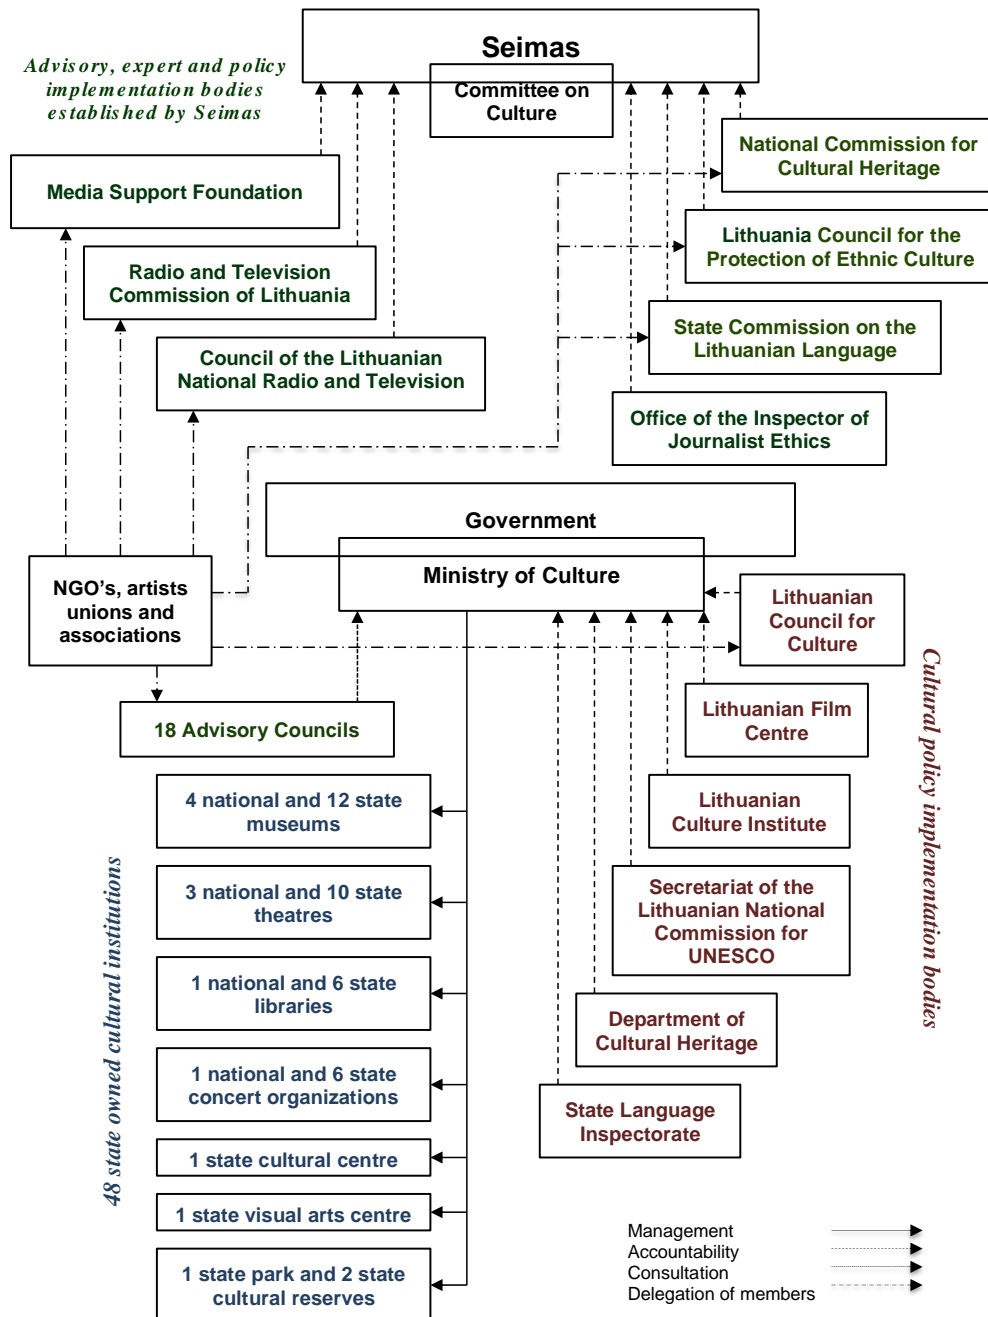 Seimas
Committee on
Culture
Advisory, expert and policy
implementation bodies
established by Seimas
National Commission for
Cultural Heritage
Media Support Foundation
Lithuania Council for the
Protection of Ethnic Culture
Radio and Television
Commission of Lithuania
State Commission on the
Lithuanian Language
Council of the Lithuanian
National Radio and Television
Office of the Inspector of
Journalist Ethics
Government
Ministry of Culture
NGO's, artists
unions and
associations
Lithuanian
Council for
Culture
18 Advisory Councils
Lithuanian Film
Centre
Cultural policy implementation bodies
4 national and 12 state
museums
Lithuanian
Culture Institute
3 national and 10 state
theatres
Secretariat of the
Lithuanian National
Commission for
UNESCO
48 state owned cultural institutions
1 national and 6 state
libraries
Department of
Cultural Heritage
1 national and 6 state
concert organizations
State Language
Inspectorate
1 state cultural centre
1 state visual arts centre
1 state park and 2 state
cultural reserves
Management
Accountability
Consultation
Delegation of members